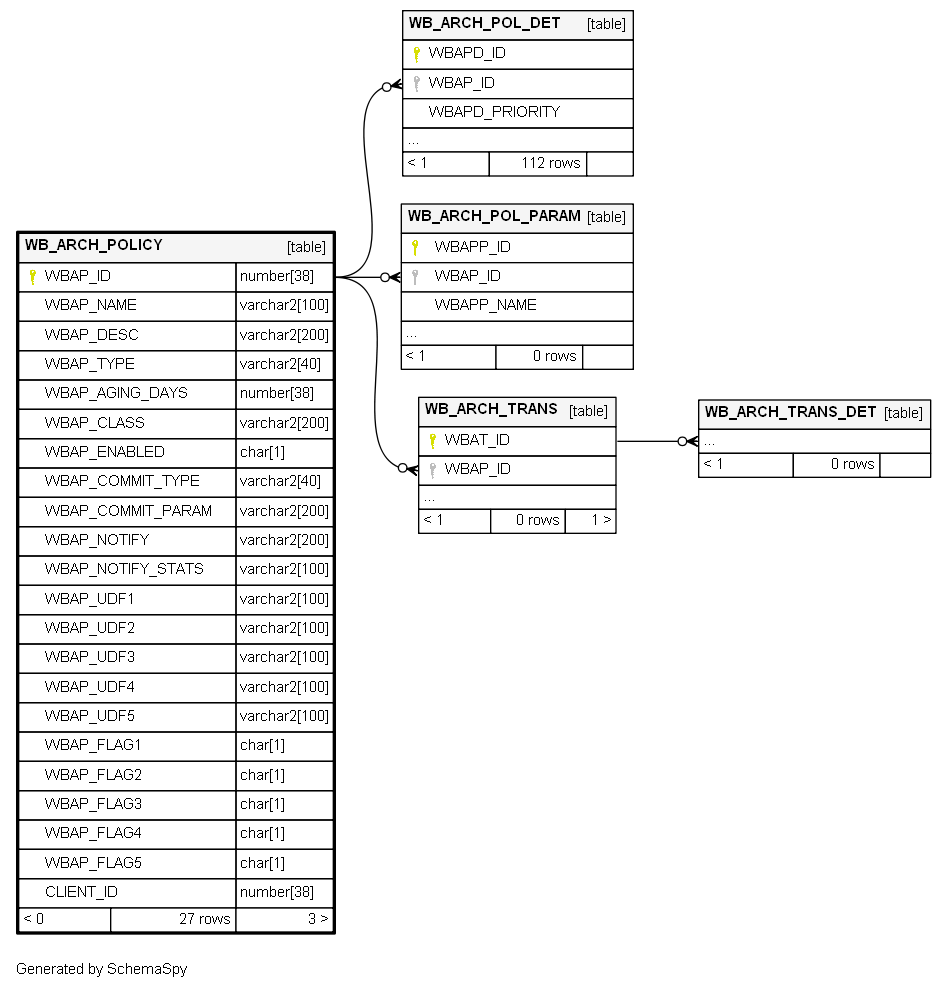 WB_ARCH_POL_DET [table]
WBAPD_ID
WBAP_ID
WBAPD_PRIORITY
...
< 1 112 rows
WB_ARCH_POL_PARAM [table]
WBAPP_ID
WBAP_ID
WBAPP_NAME
...
< 1 0 rows
WB_ARCH_POLICY [table]
WBAP_ID number[38]
WBAP_NAME varchar2[100]
WBAP_DESC varchar2[200]
WBAP_TYPE varchar2[40]
WBAP_AGING_DAYS number[38]
WBAP_CLASS varchar2[200]
WBAP_ENABLED char[1]
WBAP_COMMIT_TYPE varchar2[40]
WBAP_COMMIT_PARAM varchar2[200]
WBAP_NOTIFY varchar2[200]
WBAP_NOTIFY_STATS varchar2[100]
WBAP_UDF1 varchar2[100]
WBAP_UDF2 varchar2[100]
WBAP_UDF3 varchar2[100]
WBAP_UDF4 varchar2[100]
WBAP_UDF5 varchar2[100]
WBAP_FLAG1 char[1]
WBAP_FLAG2 char[1]
WBAP_FLAG3 char[1]
WBAP_FLAG4 char[1]
WBAP_FLAG5 char[1]
CLIENT_ID number[38]
< 0 27 rows 3 >
WB_ARCH_TRANS [table]
WBAT_ID
WBAP_ID
...
< 1 0 rows 1 >
WB_ARCH_TRANS_DET [table]
...
< 1 0 rows
Generated by SchemaSpy